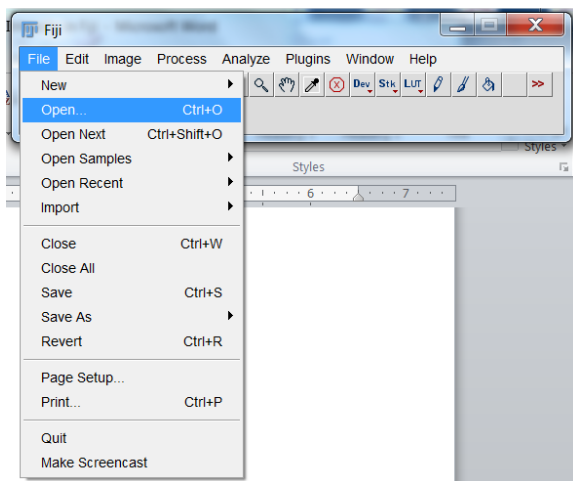 Fiji
File Edit Image Process Analyze Plugins Window Help
New
Dev Stk LUT >>
Open... Ctrl+O
Open Next Ctrl+Shift+O
Open Samples
Styles
Styles
Open Recent
Import
6 7
Close Ctrl+W
Close All
Save Ctrl+S
Save As
Revert Ctrl+R
Page Setup...
Print... Ctrl+P
Quit
Make Screencast